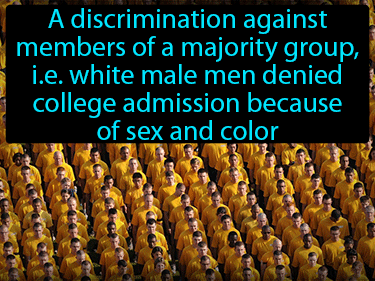 A discrimination against
members of a majority group,
i.e. white male men denied
college admission because
of sex and color